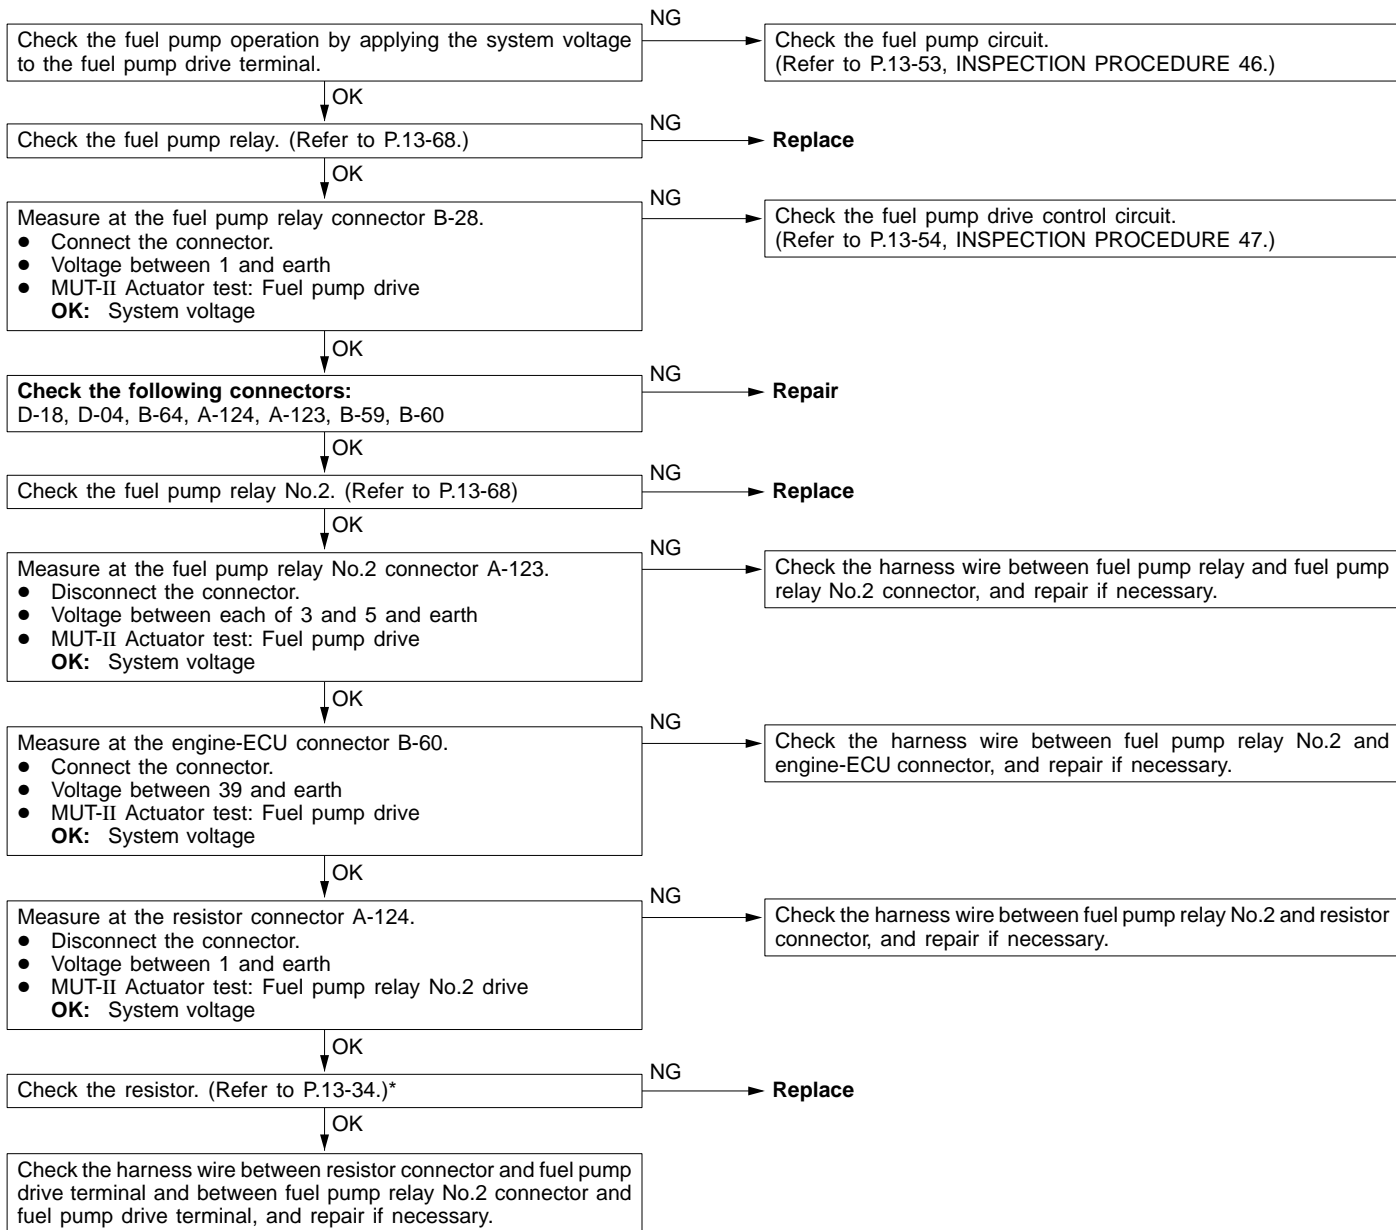 Check the fuel pump operation by applying the system voltage
to the fuel pump drive terminal.
NG
Check the fuel pump circuit.
(Refer to P.13-53, INSPECTION PROCEDURE 46.)
OK
Check the fuel pump relay. (Refer to P.13-68.)
NG
Replace
OK
Measure at the fuel pump relay connector B-28.
● Connect the connector.
● Voltage between 1 and earth
● MUT-II Actuator test: Fuel pump drive
OK: System voltage
NG
Check the fuel pump drive control circuit.
(Refer to P.13-54, INSPECTION PROCEDURE 47.)
OK
Check the following connectors:
D-18, D-04, B-64, A-124, A-123, B-59, B-60
NG
Repair
OK
Check the fuel pump relay No.2. (Refer to P.13-68)
NG
Replace
OK
Measure at the fuel pump relay No.2 connector A-123.
● Disconnect the connector.
● Voltage between each of 3 and 5 and earth
● MUT-II Actuator test: Fuel pump drive
OK: System voltage
NG
Check the harness wire between fuel pump relay and fuel pump
relay No.2 connector, and repair if necessary.
OK
Measure at the engine-ECU connector B-60.
● Connect the connector.
● Voltage between 39 and earth
● MUT-II Actuator test: Fuel pump drive
OK: System voltage
NG
Check the harness wire between fuel pump relay No.2 and
engine-ECU connector, and repair if necessary.
OK
Measure at the resistor connector A-124.
● Disconnect the connector.
● Voltage between 1 and earth
● MUT-II Actuator test: Fuel pump relay No.2 drive
OK: System voltage
NG
Check the harness wire between fuel pump relay No.2 and resistor
connector, and repair if necessary.
OK
Check the resistor. (Refer to P.13-34.)*
NG
Replace
OK
Check the harness wire between resistor connector and fuel pump
drive terminal and between fuel pump relay No.2 connector and
fuel pump drive terminal, and repair if necessary.